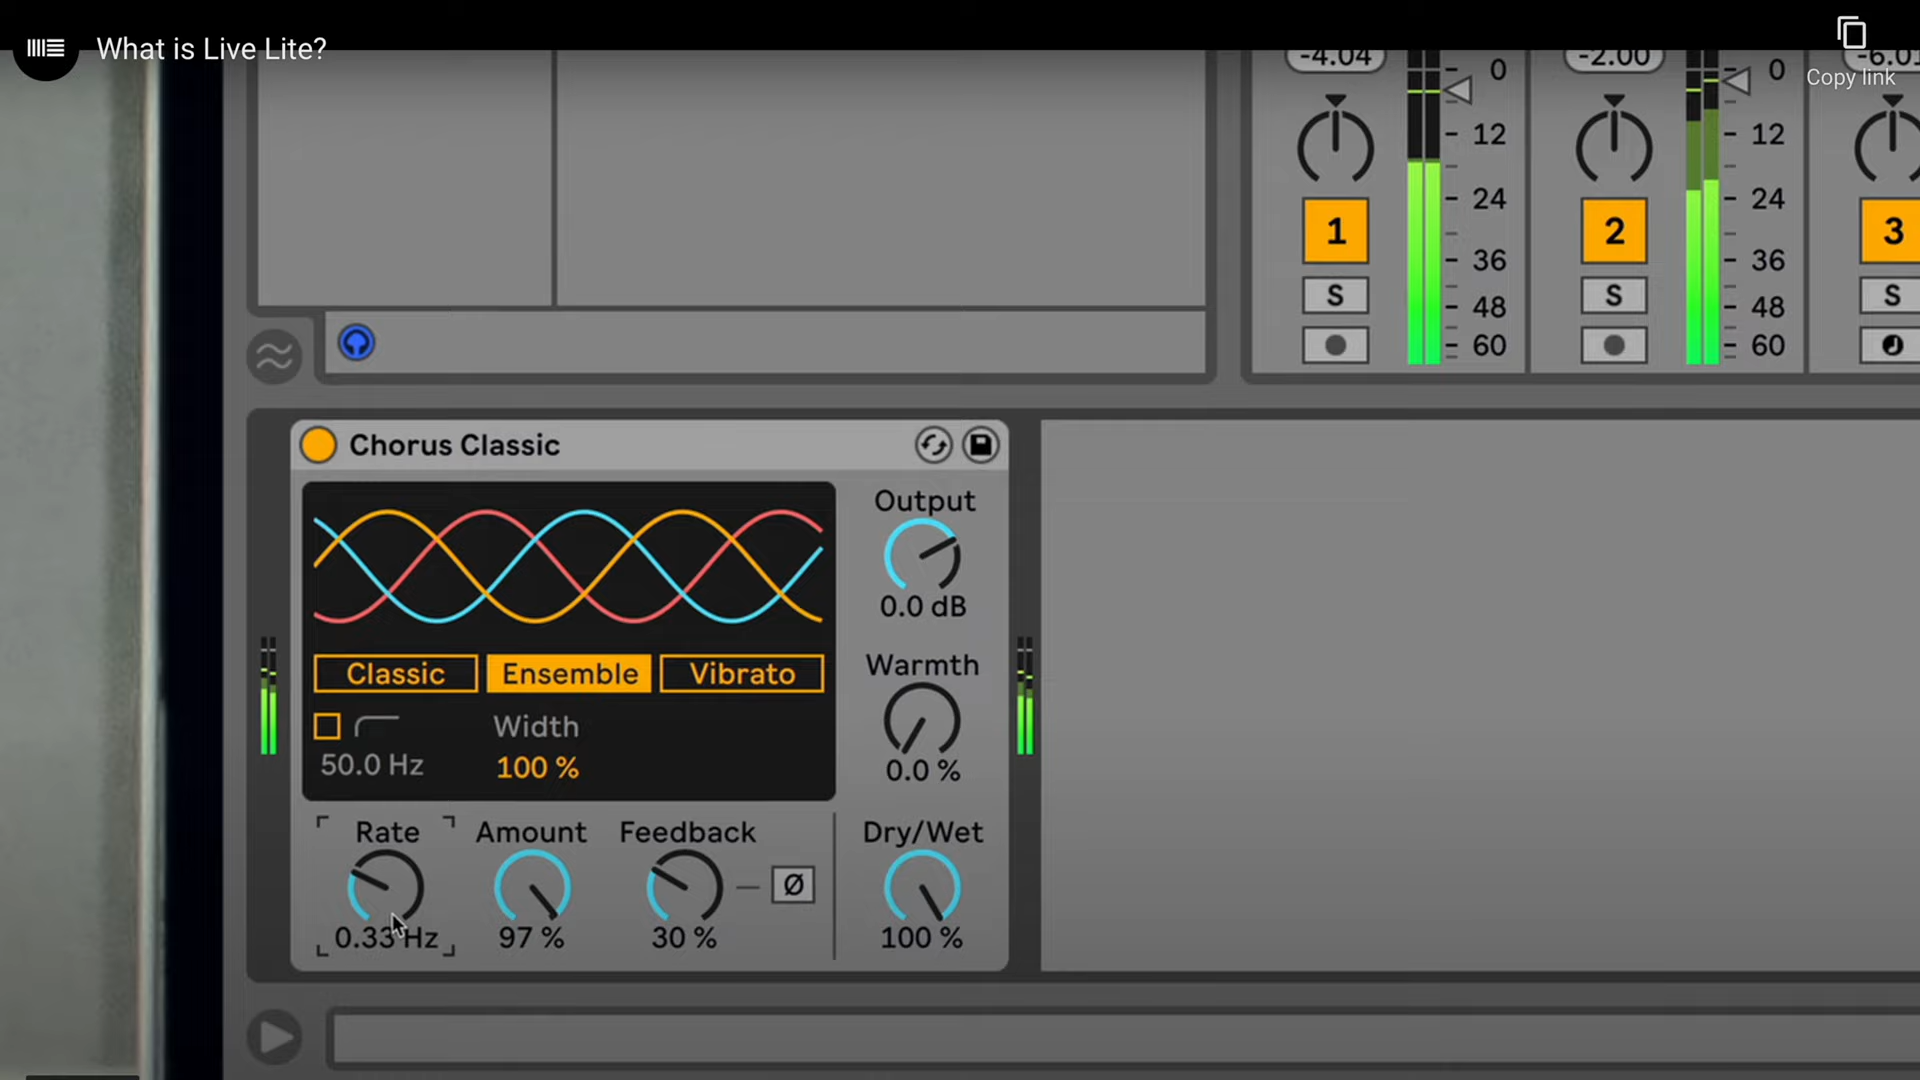 What is Live Lite?
Copy link
-4.04
-2.00
0
0
12
12
24
24
1
2
3
36
36
S
S
S
48
48
60
60
Chorus Classic
Output
0.0 dB
Classic
Ensemble
Vibrato
Warmth
Width
50.0 Hz
100 %
0.0 %
Rate
Amount
Feedback
Dry/Wet
Ø
0.33 Hz
97 %
30 %
100 %